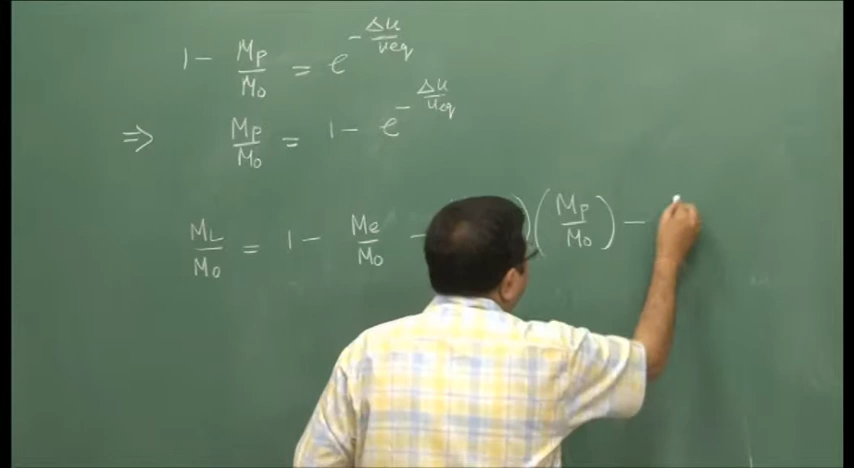 1 - Mp/Mo = e^(-Δu/ueq)
⇒ Mp/Mo = 1 - e^(-Δu/ueq)
ML/Mo = 1 - Me/Mo - ) (Mp/Mo) -